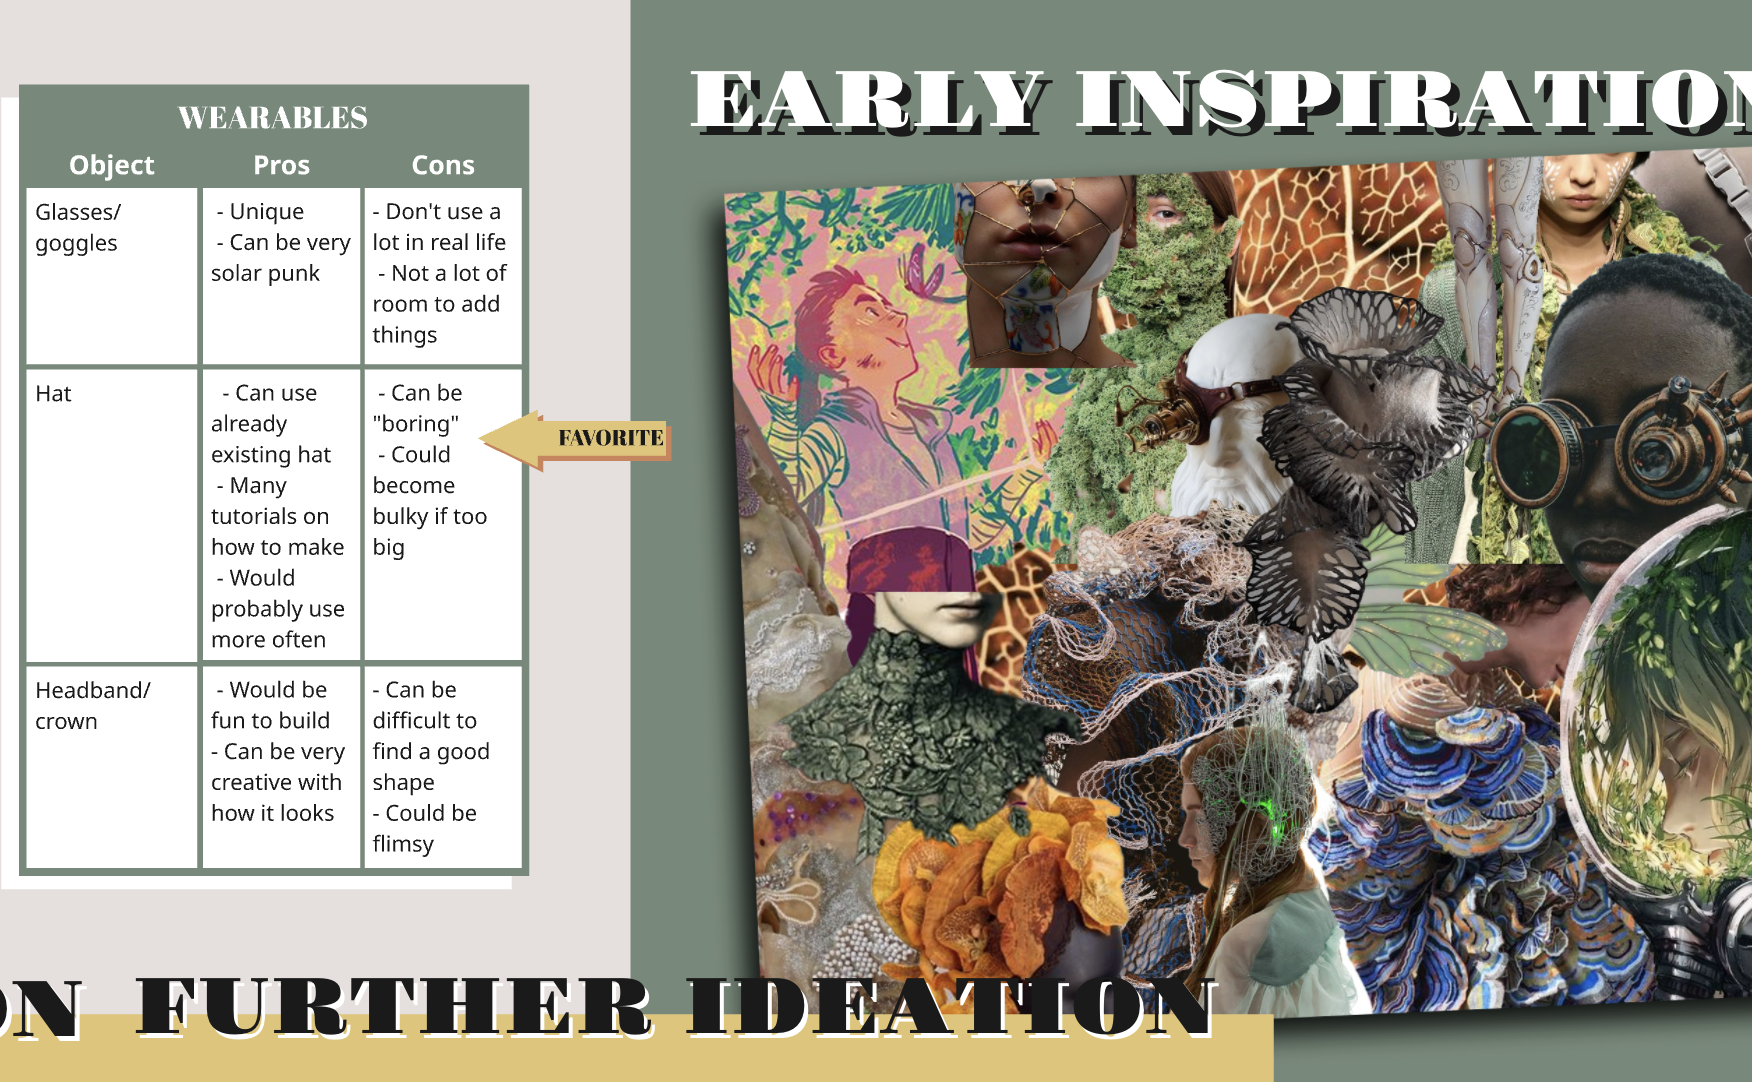 WEARABLES
Object Pros Cons
Glasses/
goggles
- Unique
- Can be very
solar punk
- Don't use a
lot in real life
- Not a lot of
room to add
things
Hat
- Can use
already
existing hat
- Many
tutorials on
how to make
- Would
probably use
more often
- Can be
"boring"
- Could
become
bulky if too
big
FAVORITE
Headband/
crown
- Would be
fun to build
- Can be very
creative with
how it looks
- Can be
difficult to
find a good
shape
- Could be
flimsy
EARLY INSPIRATION
ON FURTHER IDEATION